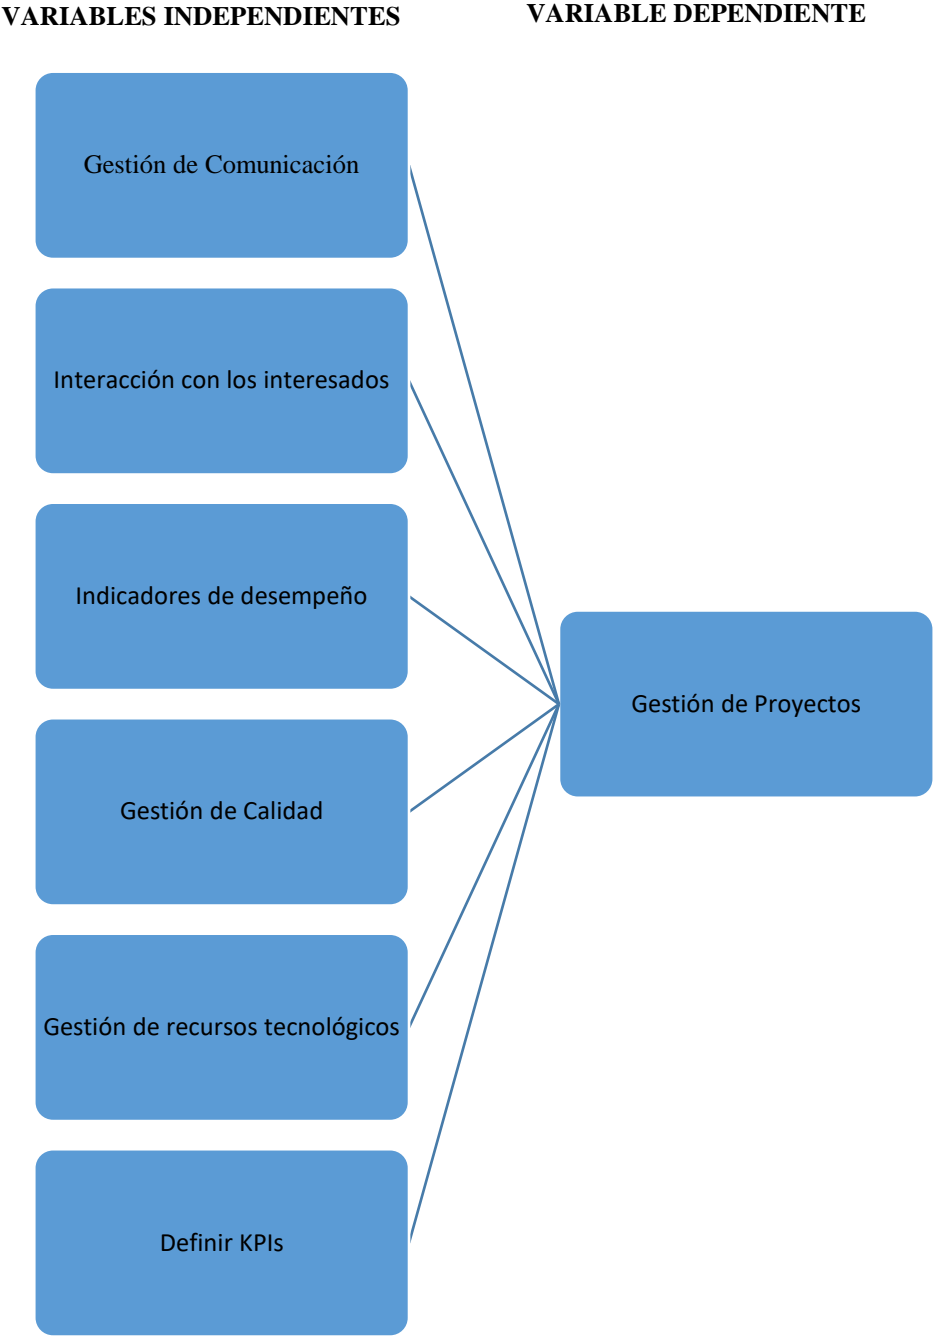 VARIABLES INDEPENDIENTES
VARIABLE DEPENDIENTE
Gestión de Comunicación
Interacción con los interesados
Indicadores de desempeño
Gestión de Proyectos
Gestión de Calidad
Gestión de recursos tecnológicos
Definir KPIs